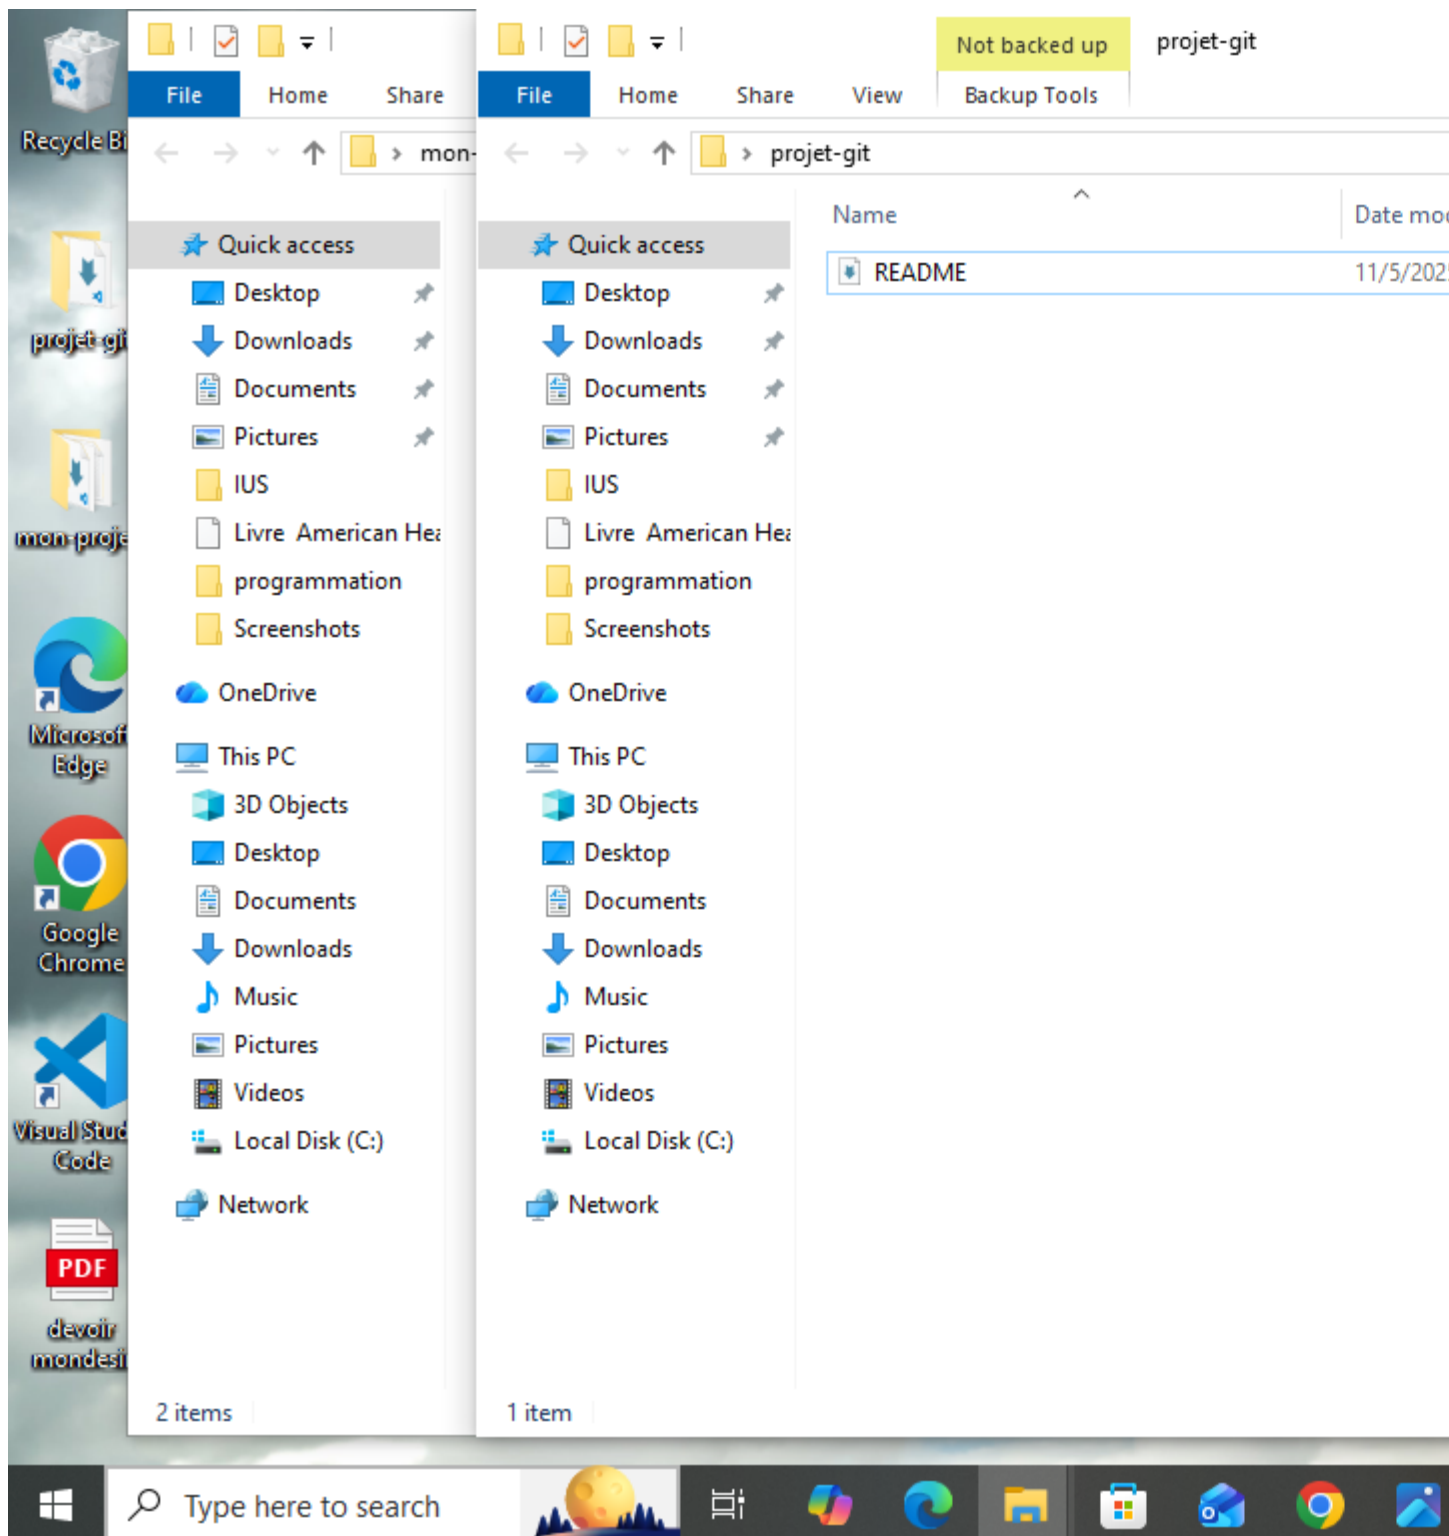 Recycle Bi
projet-git
mon-proje
Microsoft
Edge
Google
Chrome
Visual Stud
Code
PDF
devoir
mondesi
File
Home
Share
mon-
Quick access
Desktop
Downloads
Documents
Pictures
IUS
Livre American Hea
programmation
Screenshots
OneDrive
This PC
3D Objects
Desktop
Documents
Downloads
Music
Pictures
Videos
Local Disk (C:)
Network
2 items
Not backed up
projet-git
File
Home
Share
View
Backup Tools
projet-git
Quick access
Desktop
Downloads
Documents
Pictures
IUS
Livre American Hea
programmation
Screenshots
OneDrive
This PC
3D Objects
Desktop
Documents
Downloads
Music
Pictures
Videos
Local Disk (C:)
Network
Name
Date mod
README
11/5/2025
1 item
Type here to search